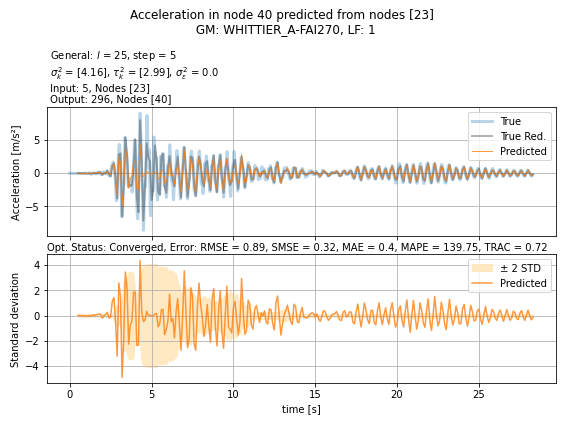 Acceleration in node 40 predicted from nodes [23]
GM: WHITTIER_A-FAI270, LF: 1
General: l = 25, step = 5
σ²ₖ = [4.16], τ²ₖ = [2.99], σ²ε = 0.0
Input: 5, Nodes [23]
Output: 296, Nodes [40]
Acceleration [m/s²]
5
0
−5
True
True Red.
Predicted
Opt. Status: Converged, Error: RMSE = 0.89, SMSE = 0.32, MAE = 0.4, MAPE = 139.75, TRAC = 0.72
Standard deviation
4
2
0
−2
−4
± 2 STD
Predicted
0 5 10 15 20 25
time [s]